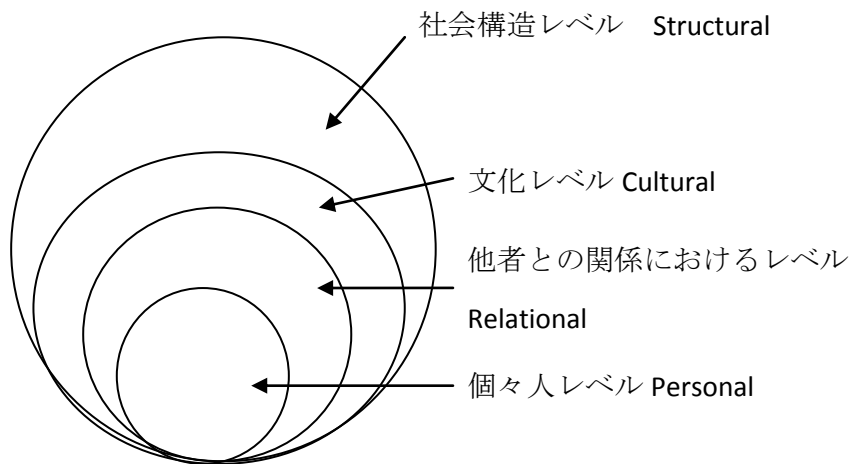 社会構造レベル　Structural
文化レベル Cultural
他者との関係におけるレベル
Relational
個々人レベル Personal